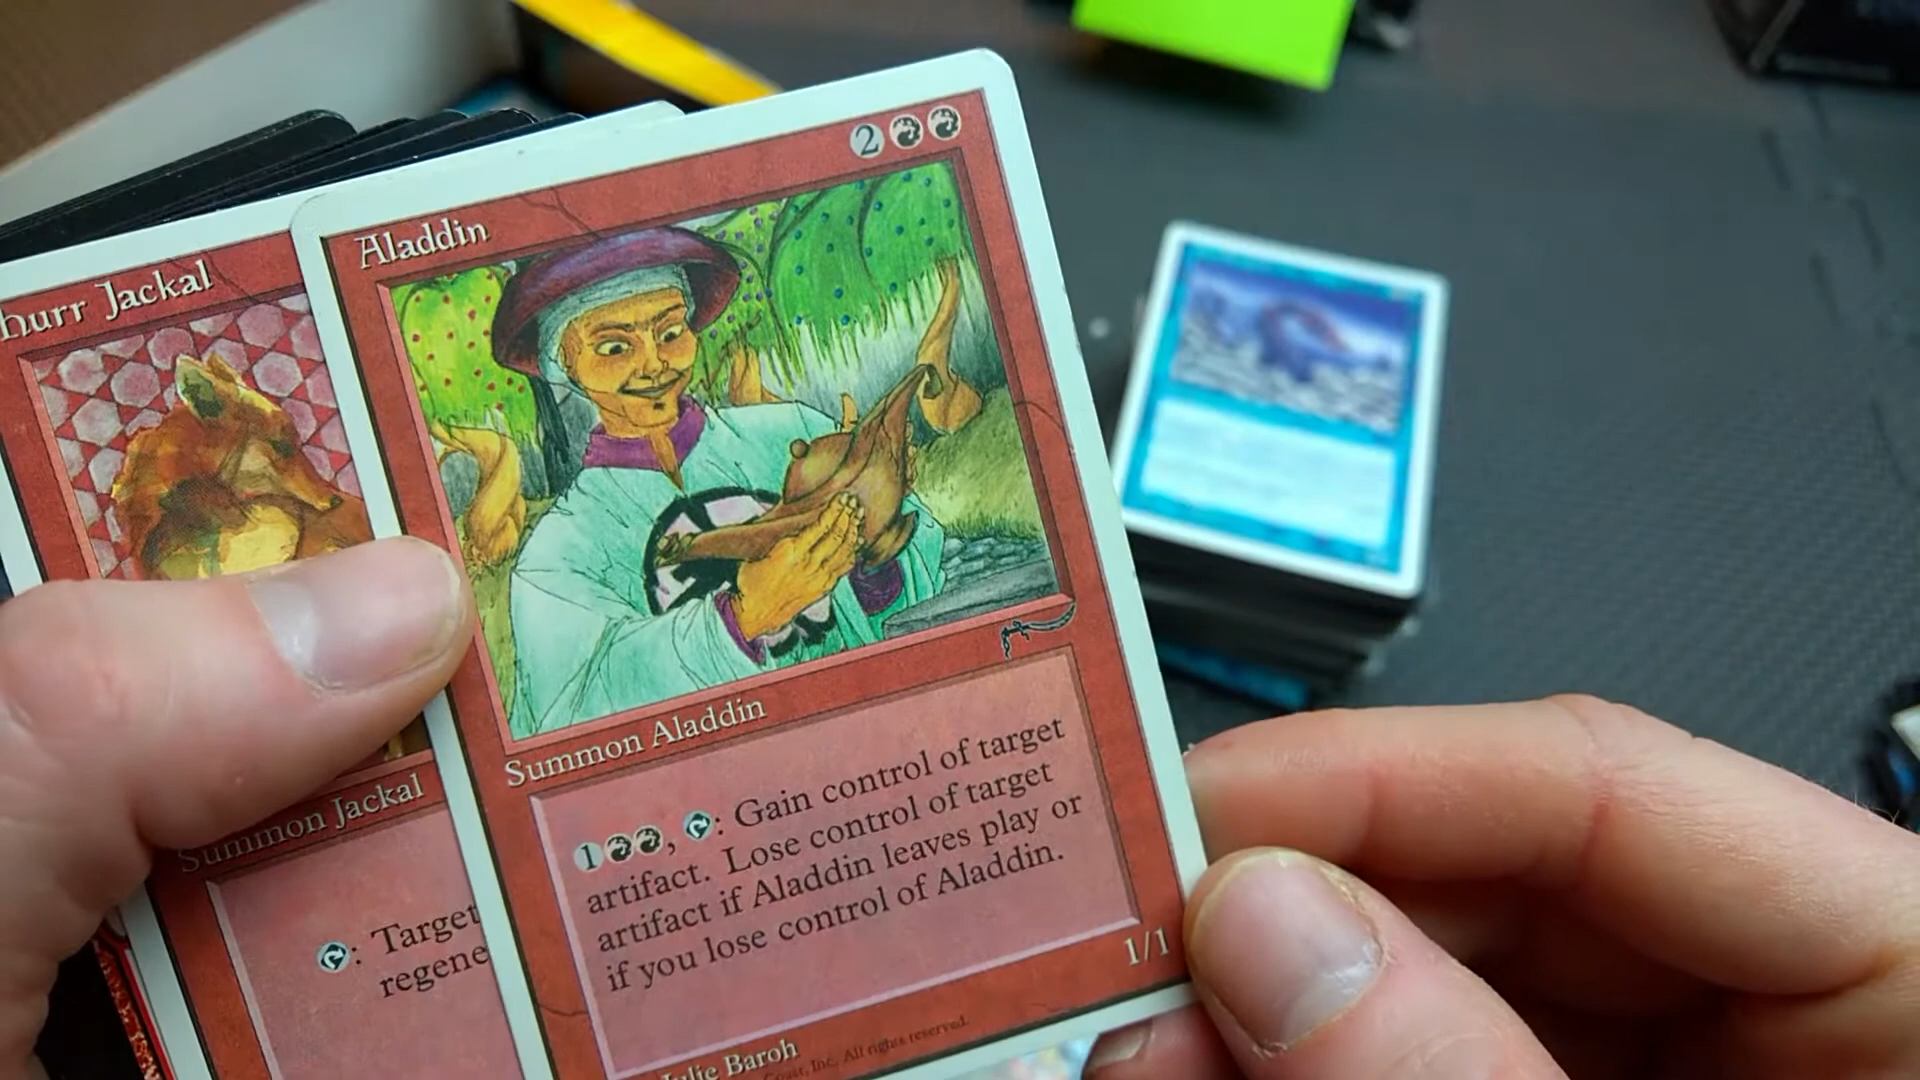 2
Aladdin
Summon Aladdin
1 , : Gain control of target
artifact. Lose control of target
artifact if Aladdin leaves play or
if you lose control of Aladdin.
1/1
Julie Baroh
Inc. All rights reserved.
hurr Jackal
Summon Jackal
: Target
regene